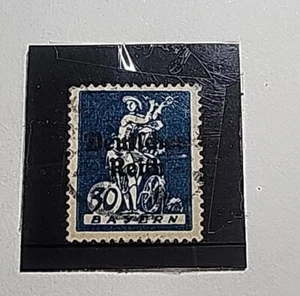 Deutsches
Reich
30
BAYERN